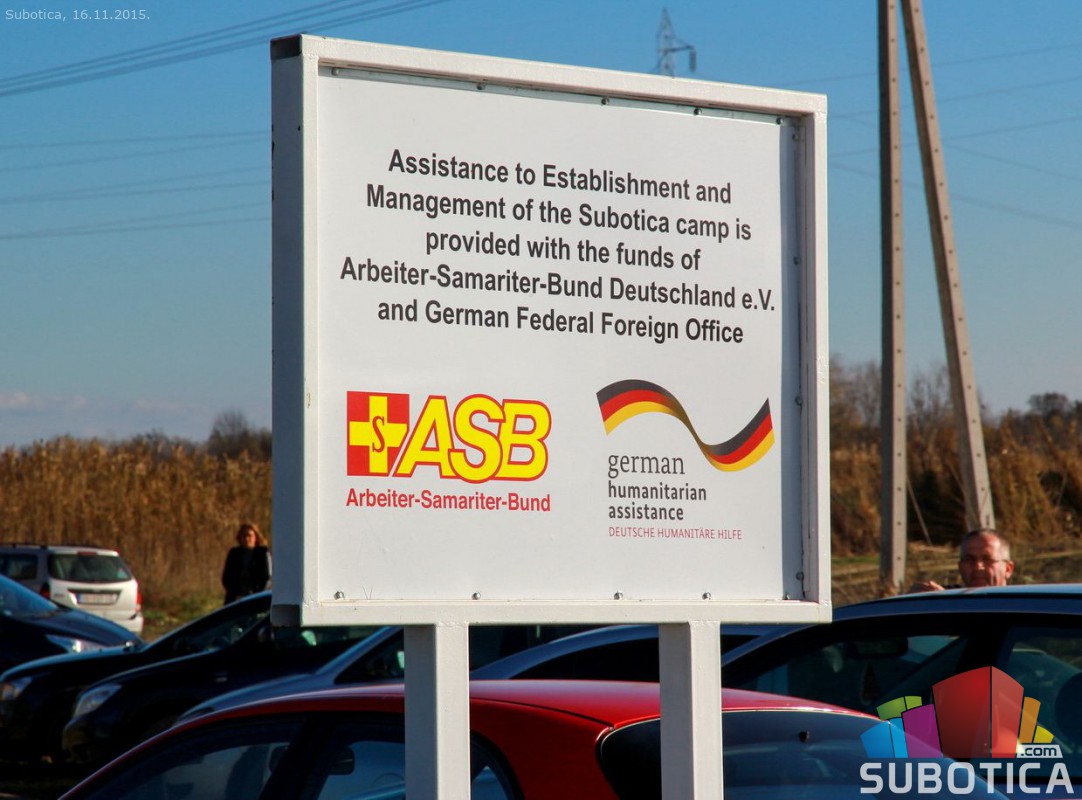 Subotica, 16.11.2015.
Assistance to Establishment and
Management of the Subotica camp is
provided with the funds of
Arbeiter-Samariter-Bund Deutschland e.V.
and German Federal Foreign Office
S ASB
Arbeiter-Samariter-Bund
german
humanitarian
assistance
DEUTSCHE HUMANITÄRE HILFE
.com
SUBOTICA